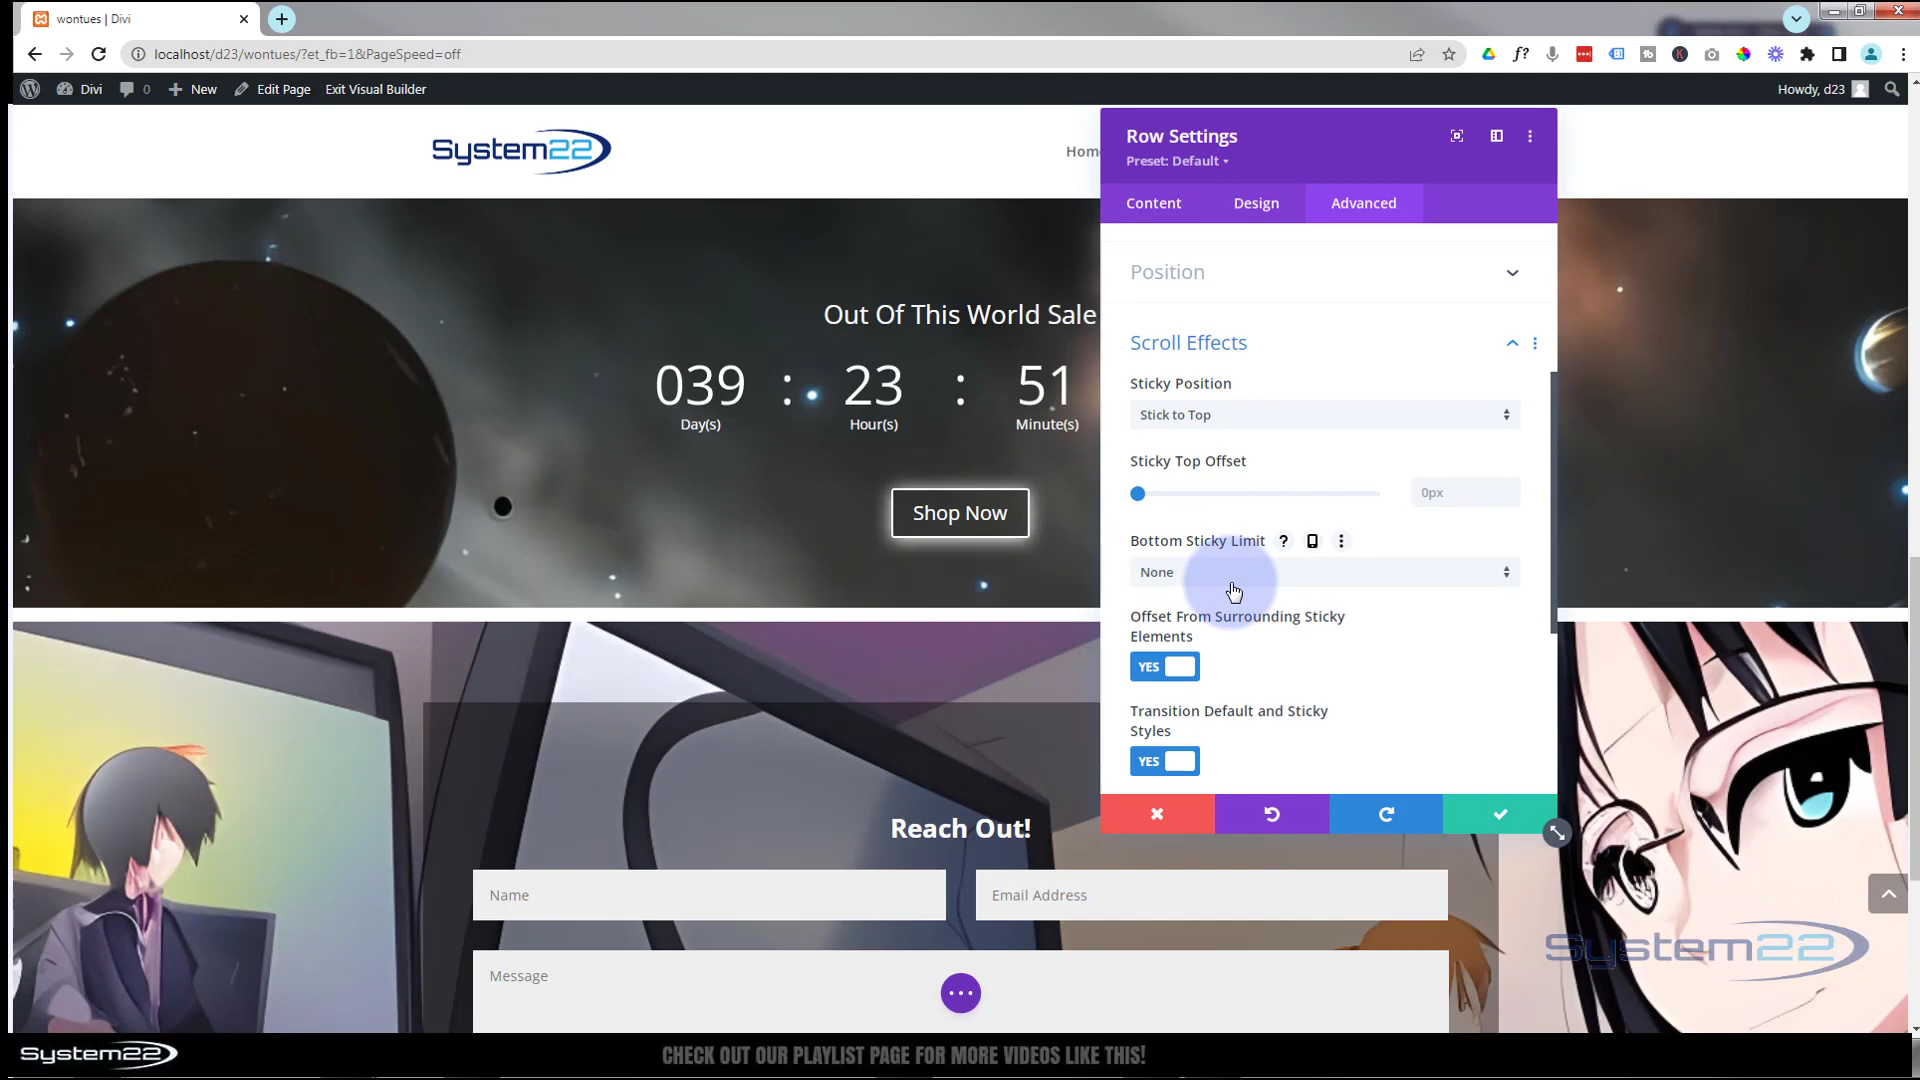 wontues | Divi
localhost/d23/wontues/?et_fb=1&PageSpeed=off
Divi 0 New Edit Page Exit Visual Builder Howdy, d23
System22
Home
Row Settings
Preset: Default
Content Design Advanced
Position
Scroll Effects
Sticky Position
Stick to Top
Sticky Top Offset
0px
Bottom Sticky Limit ?
None
Offset From Surrounding Sticky
Elements
YES
Transition Default and Sticky
Styles
YES
Out Of This World Sale
039 : 23 : 51
Day(s) Hour(s) Minute(s)
Shop Now
Reach Out!
Name Email Address
Message
System22
System22
CHECK OUT OUR PLAYLIST PAGE FOR MORE VIDEOS LIKE THIS!